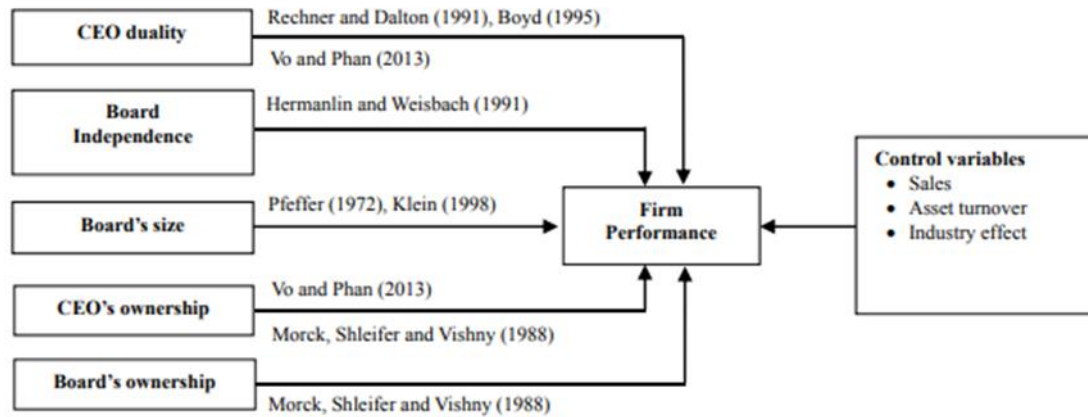 CEO duality
Rechner and Dalton (1991), Boyd (1995)
Vo and Phan (2013)
Board
Independence
Hermanlin and Weisbach (1991)
Board's size
Pfeffer (1972), Klein (1998)
CEO's ownership
Vo and Phan (2013)
Morck, Shleifer and Vishny (1988)
Board's ownership
Morck, Shleifer and Vishny (1988)
Firm
Performance
Control variables
• Sales
• Asset turnover
• Industry effect